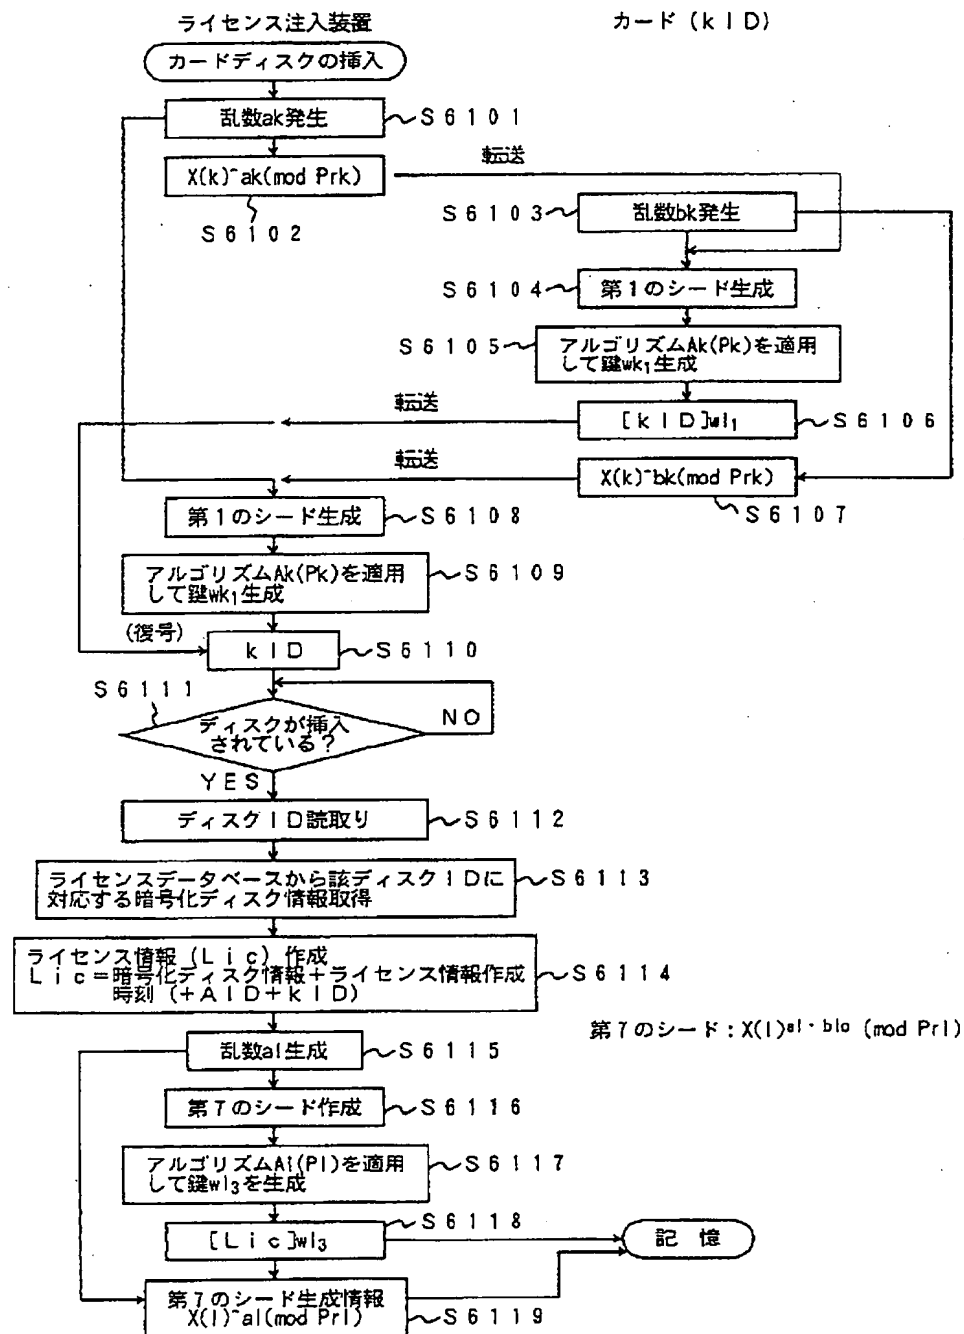 ライセンス注入装置
カード (kID)
カードディスクの挿入
乱数ak発生
S6101
転送
X(k)^ak(mod Prk)
S6102
S6103
乱数bk発生
S6104
第1のシード生成
S6105
アルゴリズムAk(Pk)を適用
して鍵wk₁生成
転送
[kID]wl₁
S6106
転送
X(k)^bk(mod Prk)
S6107
第1のシード生成
S6108
アルゴリズムAk(Pk)を適用
して鍵wk₁生成
S6109
(復号)
kID
S6110
S6111
ディスクが挿入
されている?
NO
YES
ディスクID読取り
S6112
ライセンスデータベースから該ディスクIDに
対応する暗号化ディスク情報取得
S6113
ライセンス情報 (Lic) 作成
Lic=暗号化ディスク情報+ライセンス情報作成
時刻 (+AID+kID)
S6114
第7のシード:X(l)^al・blo (mod Prl)
乱数al生成
S6115
第7のシード作成
S6116
アルゴリズムAl(Pl)を適用
して鍵wl₃を生成
S6117
[Lic]wl₃
S6118
記憶
第7のシード生成情報
X(l)^al(mod Prl)
S6119